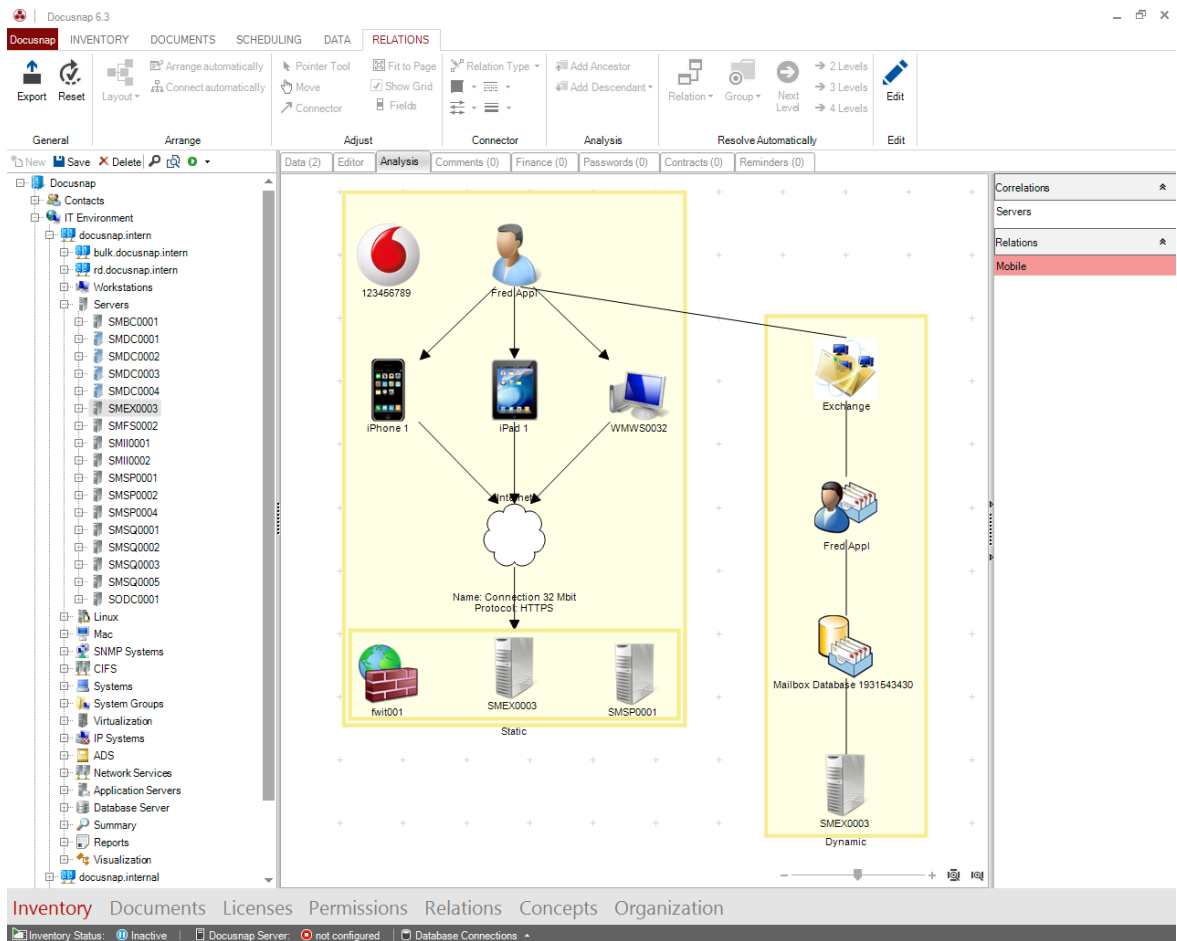 Docusnap 6.3
Docusnap INVENTORY DOCUMENTS SCHEDULING DATA RELATIONS
Export Reset Layout Arrange automatically Connect automatically Pointer Tool Move Connector Fit to Page Show Grid Fields Relation Type Add Ancestor Add Descendant Relation Group Next Level 2 Levels 3 Levels 4 Levels Edit
General Arrange Adjust Connector Analysis Resolve Automatically Edit
New Save Delete
Data (2) Editor Analysis Comments (0) Finance (0) Passwords (0) Contracts (0) Reminders (0)
Docusnap
Contacts
IT Environment
docusnap.intern
bulk.docusnap.intern
rd.docusnap.intern
Workstations
Servers
SMBC0001
SMDC0001
SMDC0002
SMDC0003
SMDC0004
SMEX0003
SMFS0002
SMII0001
SMII0002
SMSP0001
SMSP0002
SMSP0004
SMSQ0001
SMSQ0002
SMSQ0003
SMSQ0005
SODC0001
Linux
Mac
SNMP Systems
CIFS
Systems
System Groups
Virtualization
IP Systems
ADS
Network Services
Application Servers
Database Server
Summary
Reports
Visualization
docusnap.internal
123456789
Fred Appl
iPhone 1
iPad 1
WMWS0032
Internet
Name: Connection 32 Mbit
Protocol: HTTPS
fwit001
SMEX0003
SMSP0001
Static
Exchange
Fred Appl
Mailbox Database 1931543430
SMEX0003
Dynamic
Correlations
Servers
Relations
Mobile
Inventory Documents Licenses Permissions Relations Concepts Organization
Inventory Status: Inactive | Docusnap Server: not configured | Database Connections